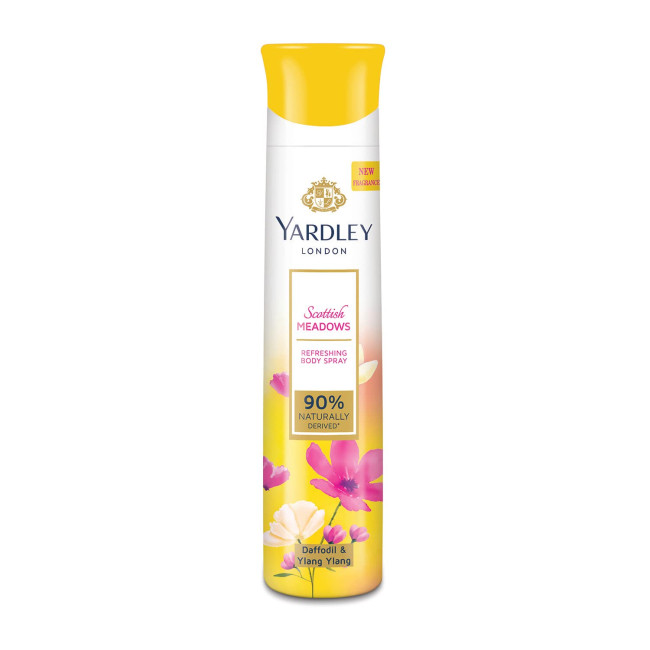 NEW
FRAGRANCE
YARDLEY
LONDON
Scottish
MEADOWS
REFRESHING
BODY SPRAY
90%
NATURALLY
DERIVED*
Daffodil &
Ylang Ylang